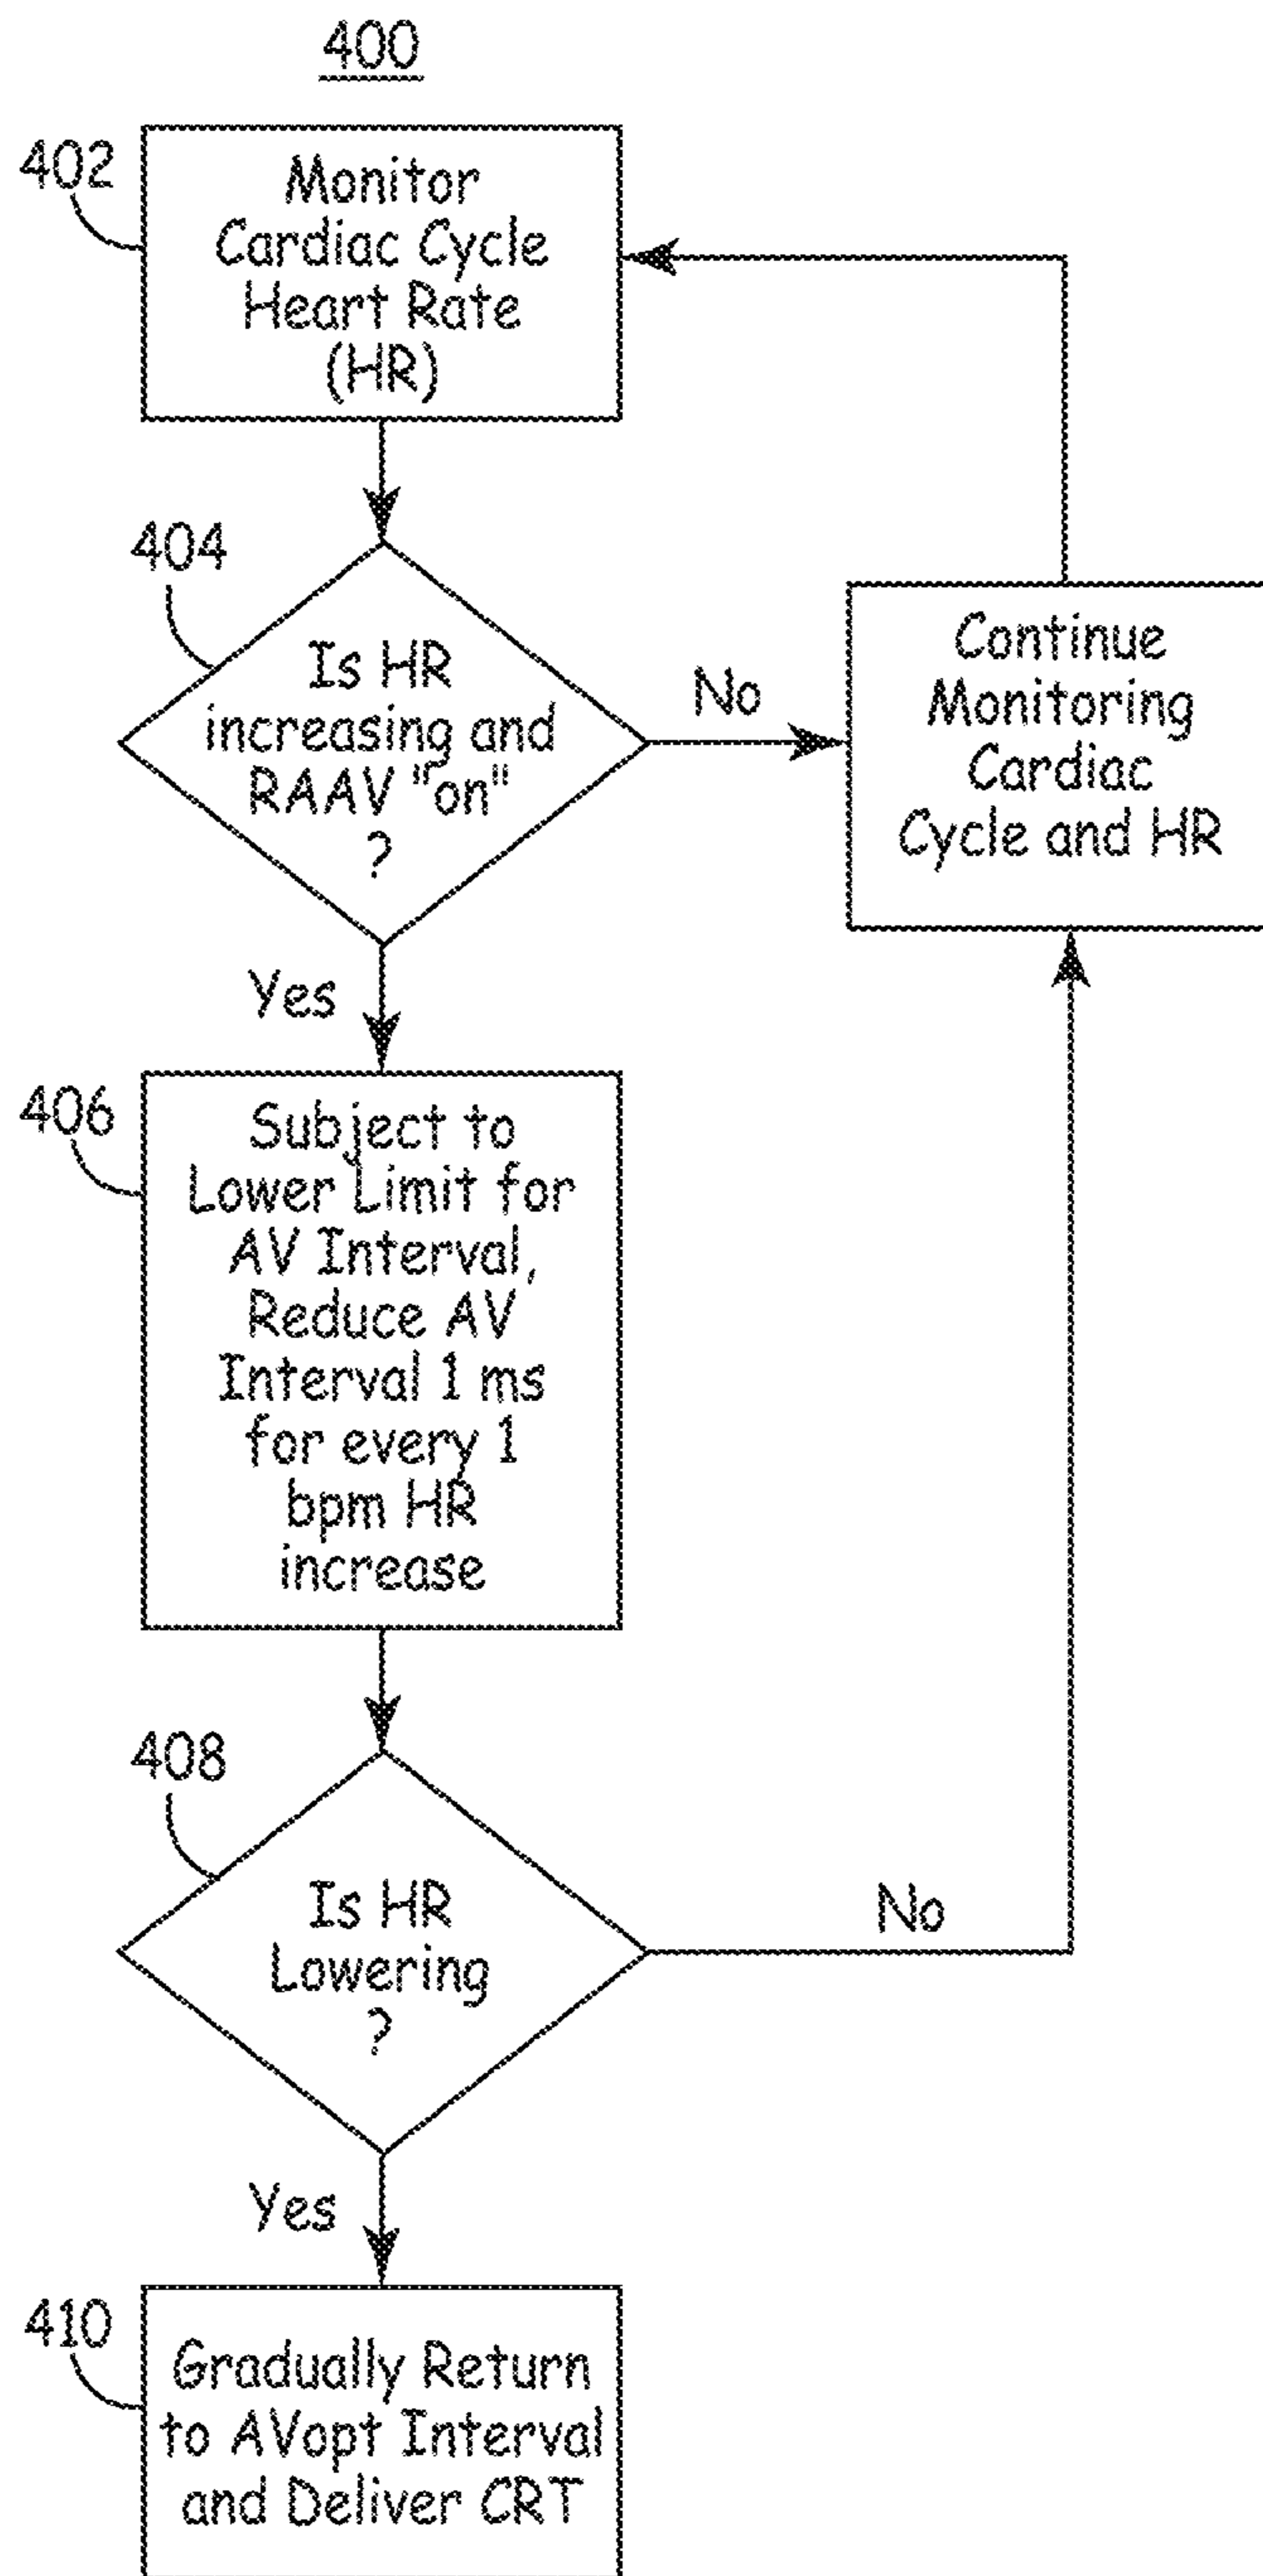 400
402
Monitor
Cardiac Cycle
Heart Rate
(HR)
404
Is HR
increasing and
RAAV "on"
?
No
Continue
Monitoring
Cardiac
Cycle and HR
Yes
406
Subject to
Lower Limit for
AV Interval,
Reduce AV
Interval 1 ms
for every 1
bpm HR
increase
408
Is HR
Lowering
?
No
Yes
410
Gradually Return
to AVopt Interval
and Deliver CRT